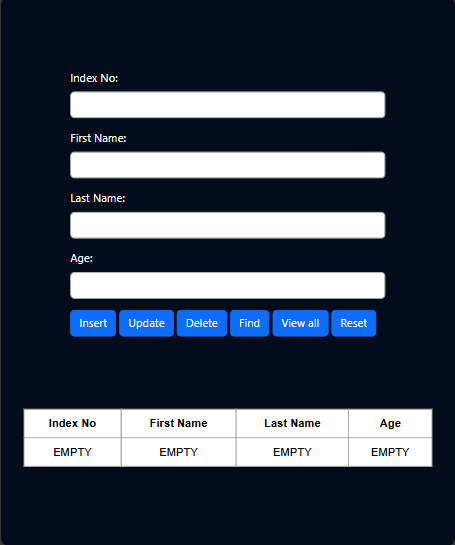 Index No:
First Name:
Last Name:
Age:
Insert Update Delete Find View all Reset
Index No First Name Last Name Age
EMPTY EMPTY EMPTY EMPTY